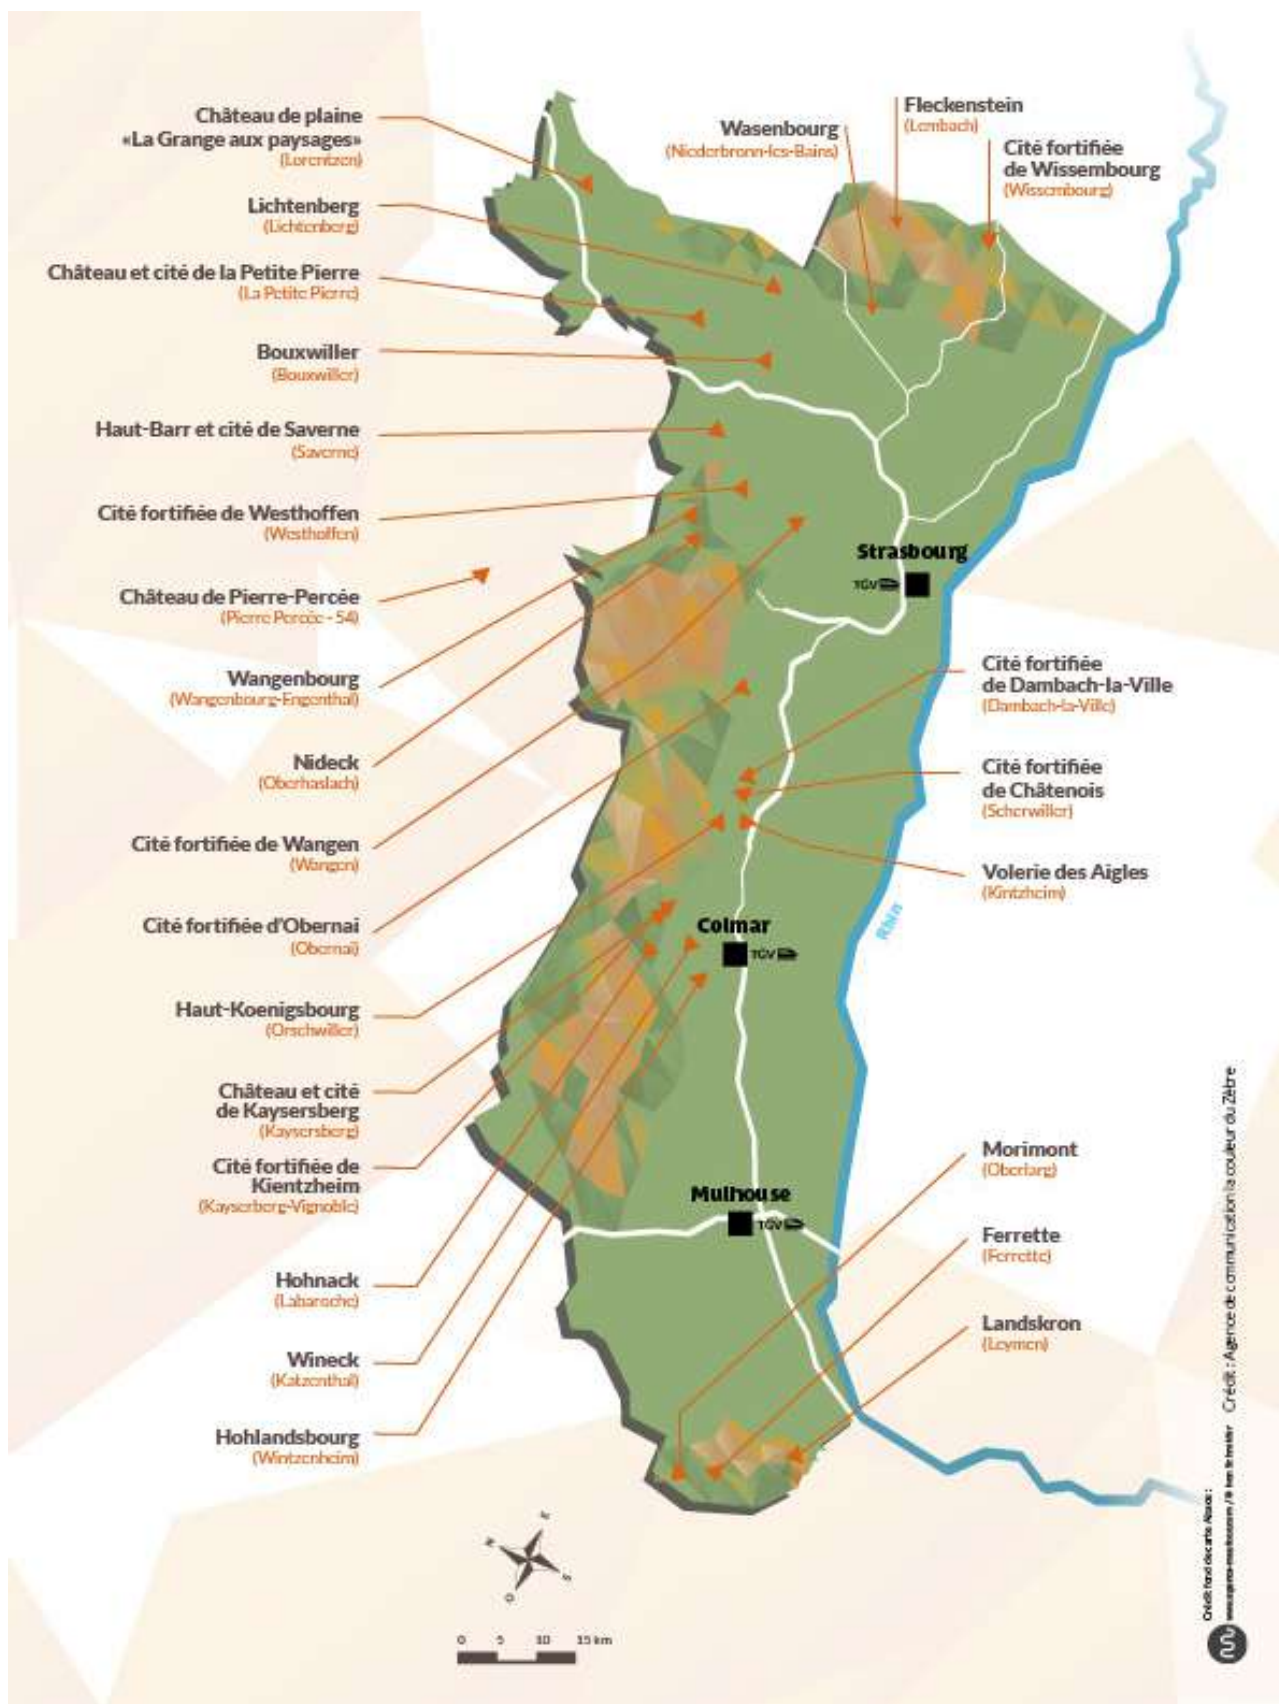 Château de plaine
«La Grange aux paysages»
(Lorentzen)
Lichtenberg
(Lichtenberg)
Château et cité de la Petite Pierre
(La Petite Pierre)
Bouxwiller
(Bouxwiller)
Haut-Barr et cité de Saverne
(Saverne)
Cité fortifiée de Westhoffen
(Westhoffen)
Château de Pierre-Percée
(Pierre Percée - 54)
Wangenbourg
(Wangenbourg-Engenthal)
Nideck
(Oberhaslach)
Cité fortifiée de Wangen
(Wangen)
Cité fortifiée d'Obernai
(Obernai)
Haut-Koenigsbourg
(Orschwiller)
Château et cité
de Kaysersberg
(Kaysersberg)
Cité fortifiée de
Kientzheim
(Kayserberg-Vignoble)
Hohnack
(Labaroche)
Wineck
(Katzenthal)
Hohlandsbourg
(Wintzenheim)
Wasenbourg
(Niederbronn-les-Bains)
Fleckenstein
(Lembach)
Cité fortifiée
de Wissembourg
(Wissembourg)
Strasbourg
TGV
Cité fortifiée
de Dambach-la-Ville
(Dambach-la-Ville)
Cité fortifiée
de Châtenois
(Scherwiller)
Volerie des Aigles
(Kintzheim)
Rhin
Colmar
TGV
Mulhouse
TGV
Morimont
(Oberlarg)
Ferrette
(Ferrette)
Landskron
(Leymen)
N
E
S
O
0 5 10 15 km
Crédit fond de carte Alsace :
Crédit : Agence de communication la couleur du Zèbre